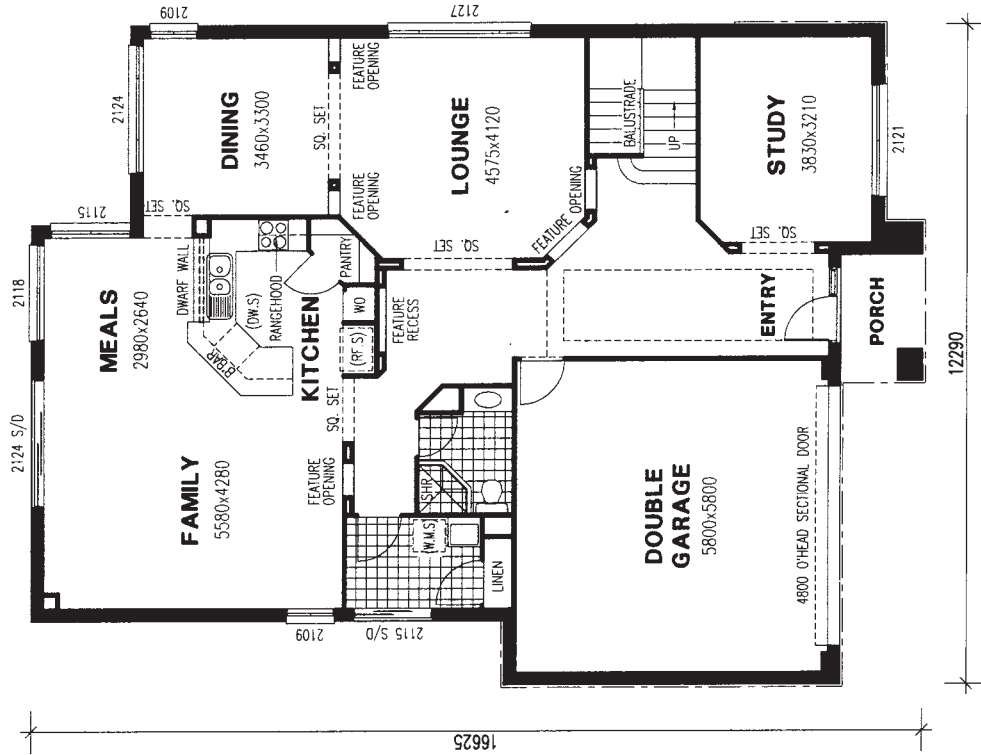 2109
2127
2124
DINING
3460x3300
SQ. SET
FEATURE
OPENING
FEATURE
OPENING
LOUNGE
4575x4120
BALUSTRADE
UP
STUDY
3830x3210
2121
2115
SQ. SET
SQ. SET
FEATURE OPENING
SQ. SET
2118
MEALS
2980x2640
DWARF WALL
(DW.S)
RANGEHOOD
PANTRY
B'BAR
KITCHEN
WO
(RF.S)
FEATURE
RECESS
ENTRY
PORCH
12290
2124 S/D
FAMILY
5580x4280
SQ. SET
FEATURE
OPENING
SHR
(W.M.S)
LINEN
DOUBLE
GARAGE
5800x5800
4800 O'HEAD SECTIONAL DOOR
2109
2115 S/D
16625